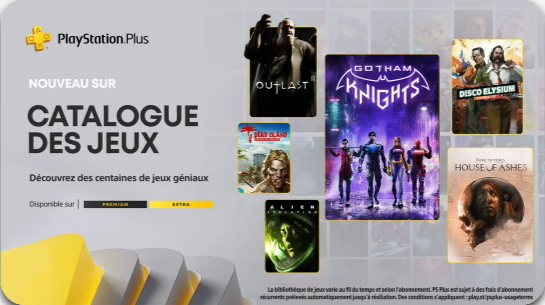 PlayStation.Plus
NOUVEAU SUR
CATALOGUE
DES JEUX
Découvrez des centaines de jeux géniaux
Disponible sur
PREMIUM
EXTRA
OUTLAST
DEAD ISLAND
ALIEN
ISOLATION
GOTHAM
KNIGHTS
DISCO ELYSIUM
HOUSE OF ASHES
La bibliothèque de jeux varie au fil du temps et selon l'abonnement. PS Plus est sujet à des frais d'abonnement
récurrents prélevés automatiquement jusqu'à résiliation. Des conditions s'appliquent : play.st/psplus-usageterms